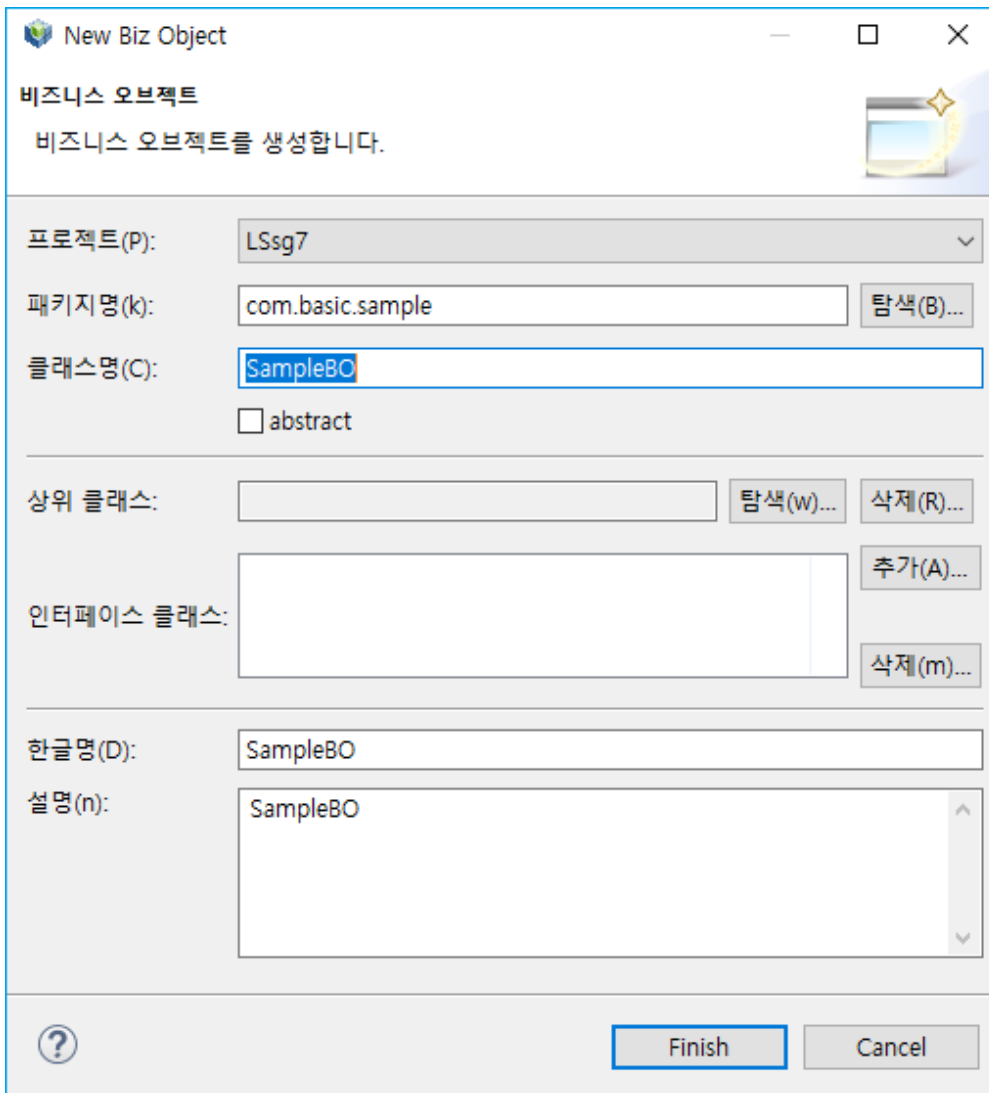 New Biz Object
비즈니스 오브젝트
비즈니스 오브젝트를 생성합니다.
프로젝트(P): LSsg7
패키지명(k): com.basic.sample 탐색(B)...
클래스명(C): SampleBO
abstract
상위 클래스: 탐색(w)... 삭제(R)...
추가(A)...
인터페이스 클래스:
삭제(m)...
한글명(D): SampleBO
설명(n): SampleBO
Finish Cancel